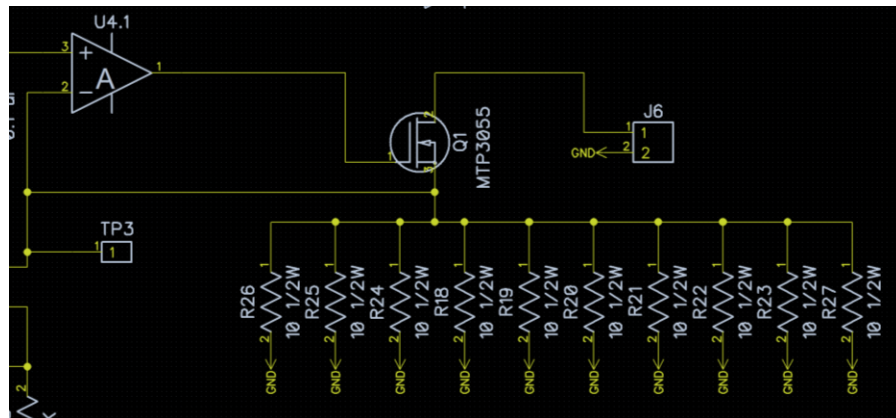 U4.1
3
+
A
1
2
-
2
1
3
Q1
MTP3055
J6
1
1
2
2
GND
TP3
1
1
1
1
1
1
1
1
1
1
1
1
R26
10 1/2W
R25
10 1/2W
R24
10 1/2W
R18
10 1/2W
R19
10 1/2W
R20
10 1/2W
R21
10 1/2W
R22
10 1/2W
R23
10 1/2W
R27
10 1/2W
2
2
2
2
2
2
2
2
2
2
GND
GND
GND
GND
GND
GND
GND
GND
GND
GND
2